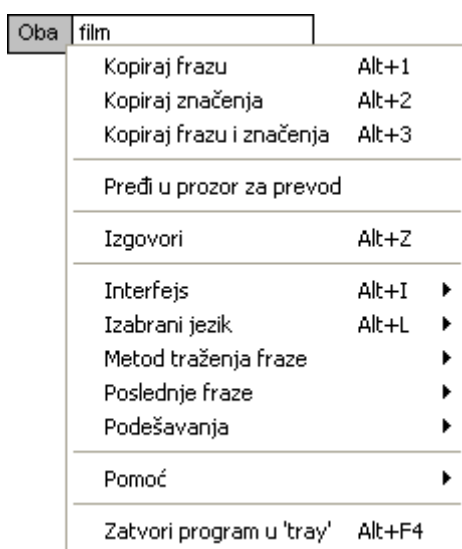 Oba film
Kopiraj frazu Alt+1
Kopiraj značenja Alt+2
Kopiraj frazu i značenja Alt+3
Pređi u prozor za prevod
Izgovori Alt+Z
Interfejs Alt+I
Izabrani jezik Alt+L
Metod traženja fraze
Poslednje fraze
Podešavanja
Pomoć
Zatvori program u 'tray' Alt+F4